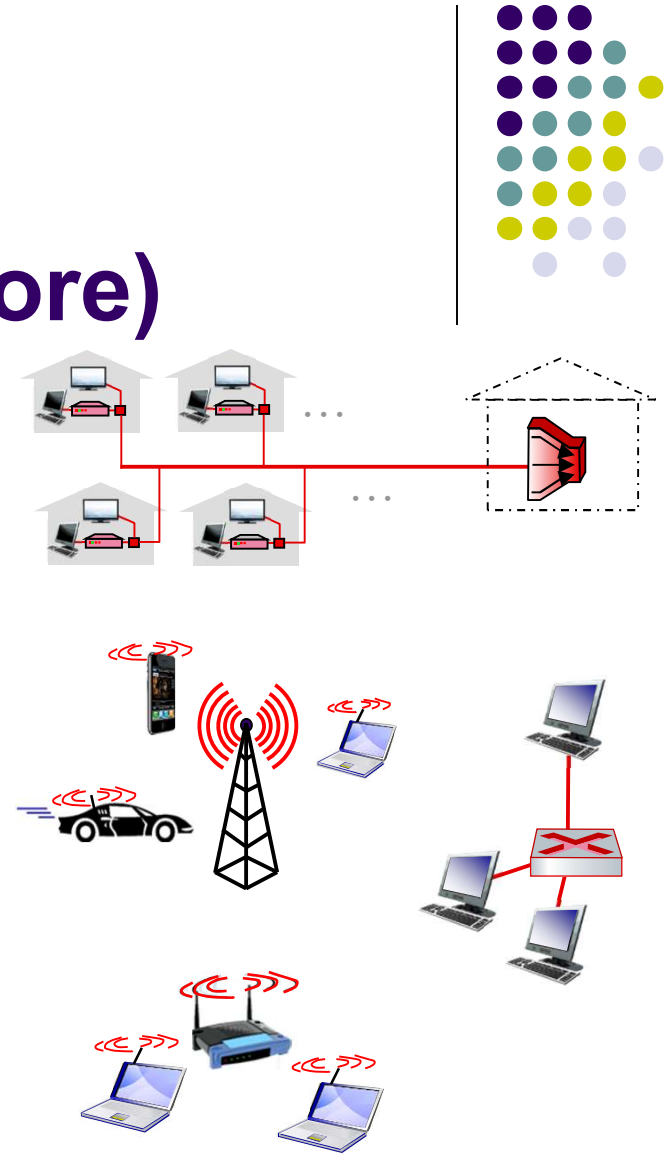 ore)
. . .
. . .